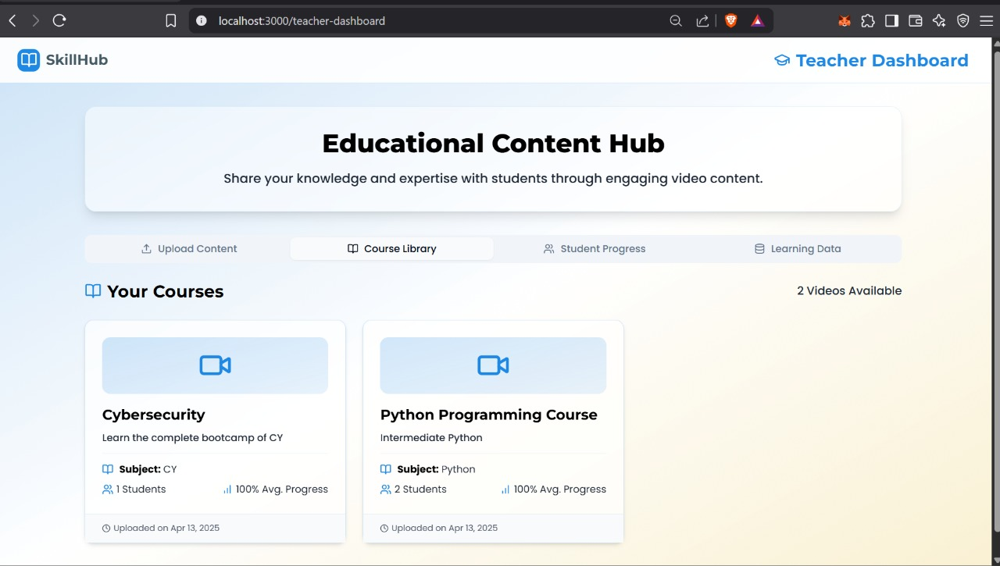 localhost:3000/teacher-dashboard
SkillHub
Teacher Dashboard
Educational Content Hub
Share your knowledge and expertise with students through engaging video content.
Upload Content
Course Library
Student Progress
Learning Data
Your Courses
2 Videos Available
Cybersecurity
Learn the complete bootcamp of CY
Subject: CY
1 Students
100% Avg. Progress
Uploaded on Apr 13, 2025
Python Programming Course
Intermediate Python
Subject: Python
2 Students
100% Avg. Progress
Uploaded on Apr 13, 2025